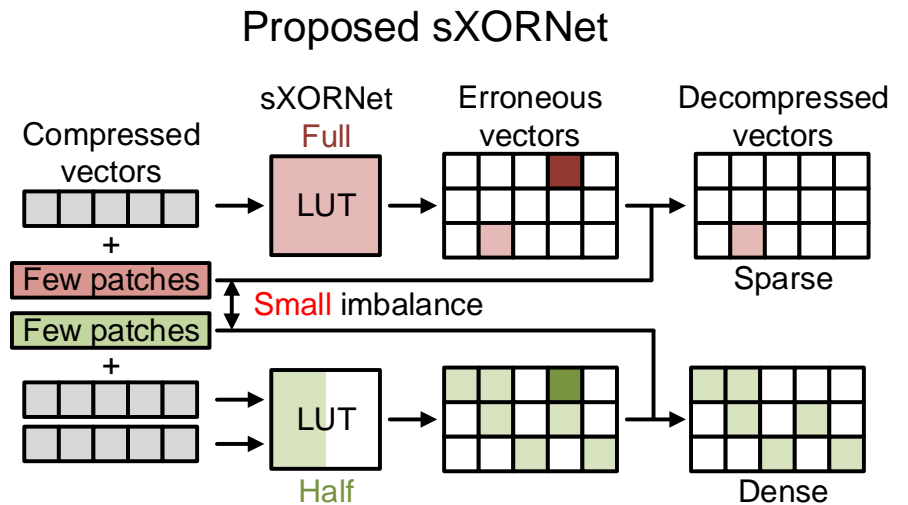 Proposed sXORNet
sXORNet
Full
Erroneous
vectors
Decompressed
vectors
Compressed
vectors
LUT
+
Few patches
Sparse
Small imbalance
Few patches
+
LUT
Half
Dense